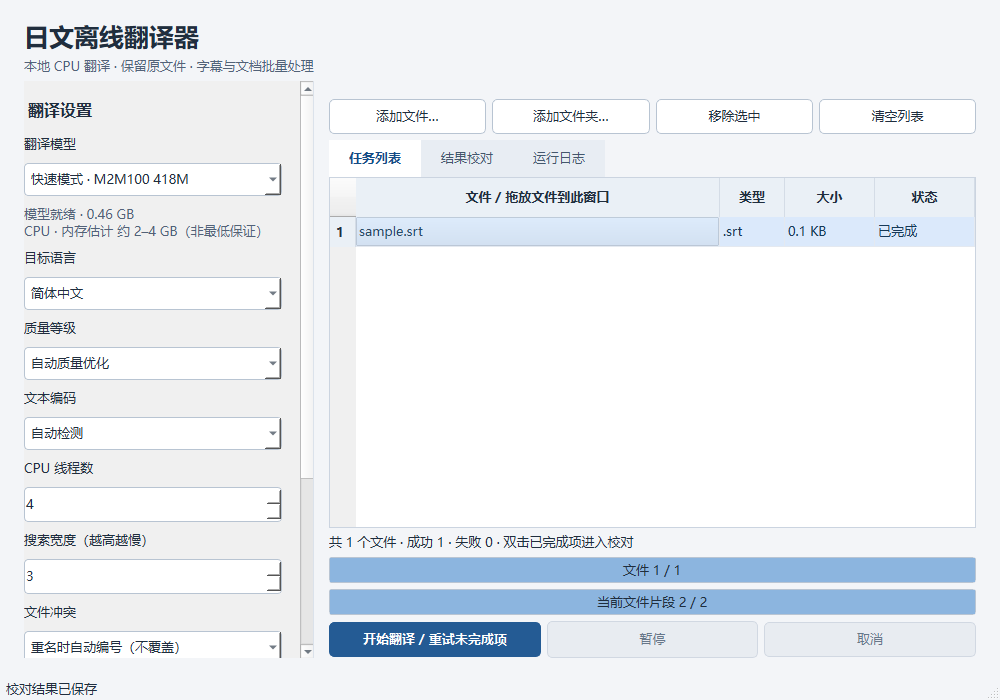 日文离线翻译器
本地 CPU 翻译 · 保留原文件 · 字幕与文档批量处理
翻译设置
翻译模型
快速模式 · M2M100 418M
模型就绪 · 0.46 GB
CPU · 内存估计 约 2–4 GB（非最低保证）
目标语言
简体中文
质量等级
自动质量优化
文本编码
自动检测
CPU 线程数
4
搜索宽度（越高越慢）
3
文件冲突
重名时自动编号（不覆盖）
添加文件... 添加文件夹... 移除选中 清空列表
任务列表 结果校对 运行日志
文件 / 拖放文件到此窗口 类型 大小 状态
1 sample.srt .srt 0.1 KB 已完成
共 1 个文件 · 成功 1 · 失败 0 · 双击已完成项进入校对
文件 1 / 1
当前文件片段 2 / 2
开始翻译 / 重试未完成项 暂停 取消
校对结果已保存